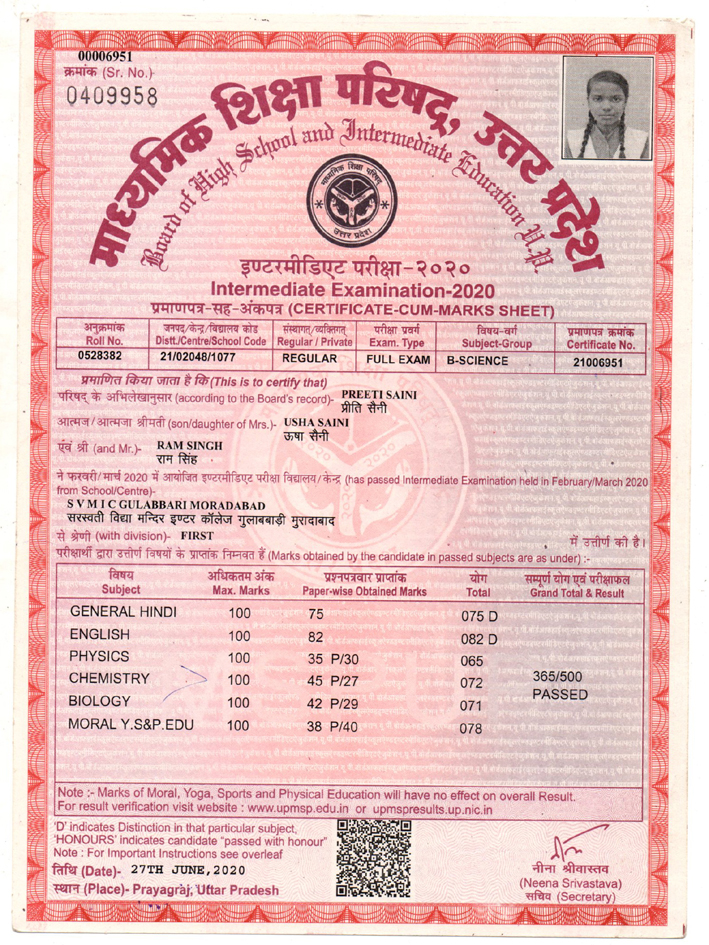 00006951
क्रमांक (Sr. No.)
0409958
माध्यमिक शिक्षा परिषद्, उत्तर प्रदेश
Board of High School and Intermediate Education U.P.
माध्यमिक शिक्षा परिषद
उत्तर प्रदेश
इण्टरमीडिएट परीक्षा-२०२०
Intermediate Examination-2020
प्रमाणपत्र-सह-अंकपत्र (CERTIFICATE-CUM-MARKS SHEET)
अनुक्रमांक जनपद/केन्द्र/विद्यालय कोड संस्थागत/व्यक्तिगत परीक्षा प्रवर्ग विषय-वर्ग प्रमाणपत्र क्रमांक
Roll No. Distt./Centre/School Code Regular / Private Exam. Type Subject-Group Certificate No.
0528382 21/02048/1077 REGULAR FULL EXAM B-SCIENCE 21006951
प्रमाणित किया जाता है कि (This is to certify that)
परिषद् के अभिलेखानुसार (according to the Board's record)- PREETI SAINI
प्रीति सैनी
आत्मज/आत्मजा श्रीमती (son/daughter of Mrs.)- USHA SAINI
ऊषा सैनी
एंवं श्री (and Mr.)- RAM SINGH
राम सिंह
ने फरवरी/मार्च 2020 में आयोजित इण्टरमीडिएट परीक्षा विद्यालय/केन्द्र (has passed Intermediate Examination held in February/March 2020
from School/Centre)-
S V M I C GULABBARI MORADABAD
सरस्वती विद्या मन्दिर इण्टर कॉलेज गुलाबबाड़ी मुरादाबाद
से श्रेणी (with division)- FIRST में उत्तीर्ण की है।
परीक्षार्थी द्वारा उत्तीर्ण विषयों के प्राप्तांक निम्नवत हैं (Marks obtained by the candidate in passed subjects are as under) :-
विषय अधिकतम अंक प्रश्नपत्रवार प्राप्तांक योग सम्पूर्ण योग एवं परीक्षाफल
Subject Max. Marks Paper-wise Obtained Marks Total Grand Total & Result
GENERAL HINDI 100 75 075 D
ENGLISH 100 82 082 D
PHYSICS 100 35 P/30 065
CHEMISTRY 100 45 P/27 072 365/500
PASSED
BIOLOGY 100 42 P/29 071
MORAL Y.S&P.EDU 100 38 P/40 078
Note :- Marks of Moral, Yoga, Sports and Physical Education will have no effect on overall Result.
For result verification visit website : www.upmsp.edu.in or upmspresults.up.nic.in
'D' indicates Distinction in that particular subject,
'HONOURS' indicates candidate "passed with honour"
Note : For Important Instructions see overleaf
तिथि (Date)- 27TH JUNE,2020
स्थान (Place)- Prayagraj, Uttar Pradesh
नीना श्रीवास्तव
(Neena Srivastava)
सचिव (Secretary)